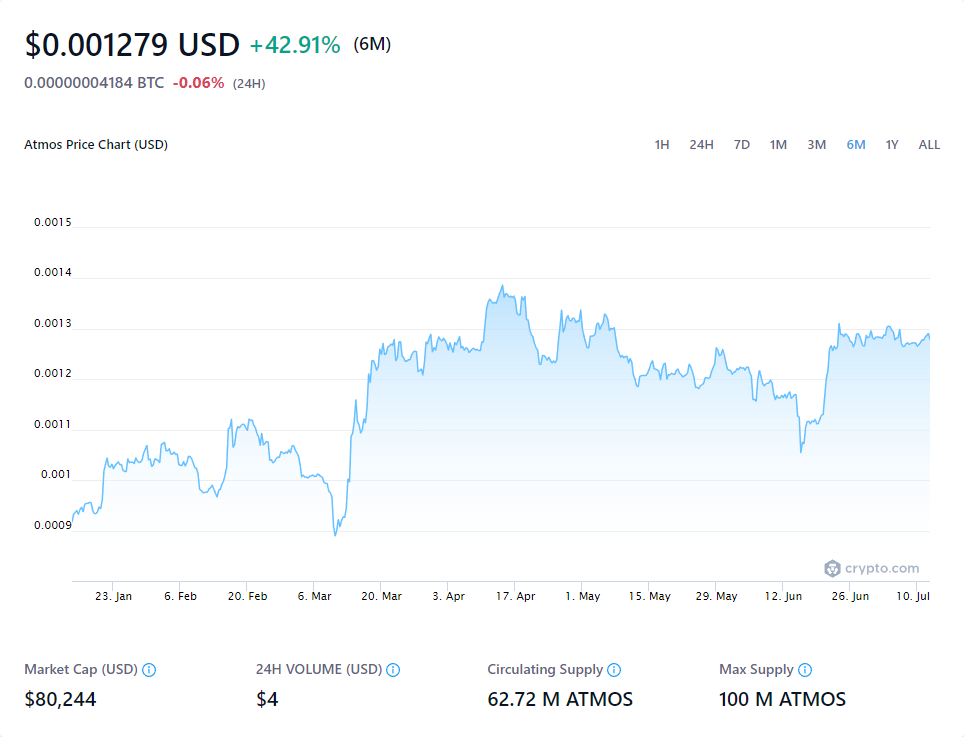 $0.001279 USD +42.91% (6M)
0.00000004184 BTC -0.06% (24H)
Atmos Price Chart (USD) 1H 24H 7D 1M 3M 6M 1Y ALL
0.0015
0.0014
0.0013
0.0012
0.0011
0.001
0.0009
crypto.com
23. Jan 6. Feb 20. Feb 6. Mar 20. Mar 3. Apr 17. Apr 1. May 15. May 29. May 12. Jun 26. Jun 10. Jul
Market Cap (USD) 24H VOLUME (USD) Circulating Supply Max Supply
$80,244 $4 62.72 M ATMOS 100 M ATMOS